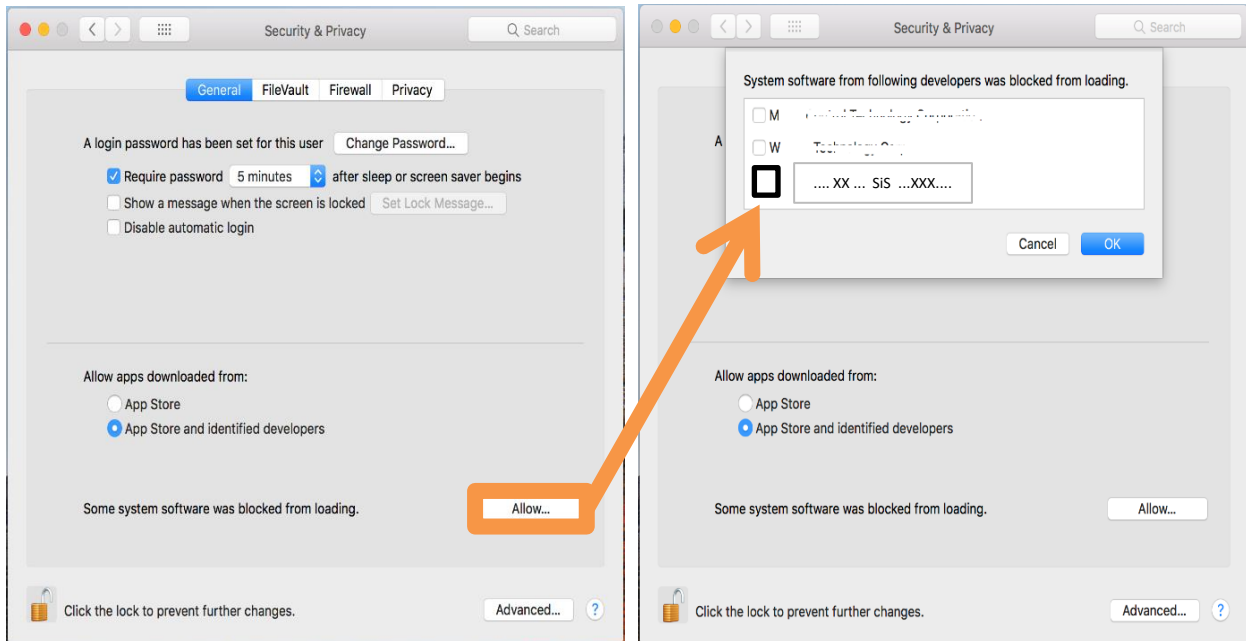 Security & Privacy
Search
General FileVault Firewall Privacy
A login password has been set for this user Change Password...
Require password 5 minutes after sleep or screen saver begins
Show a message when the screen is locked Set Lock Message...
Disable automatic login
Allow apps downloaded from:
App Store
App Store and identified developers
Some system software was blocked from loading. Allow...
Click the lock to prevent further changes. Advanced... ?
Security & Privacy
Search
System software from following developers was blocked from loading.
M
W
.... XX ... SiS ...XXX....
Cancel OK
A
Allow apps downloaded from:
App Store
App Store and identified developers
Some system software was blocked from loading. Allow...
Click the lock to prevent further changes. Advanced... ?